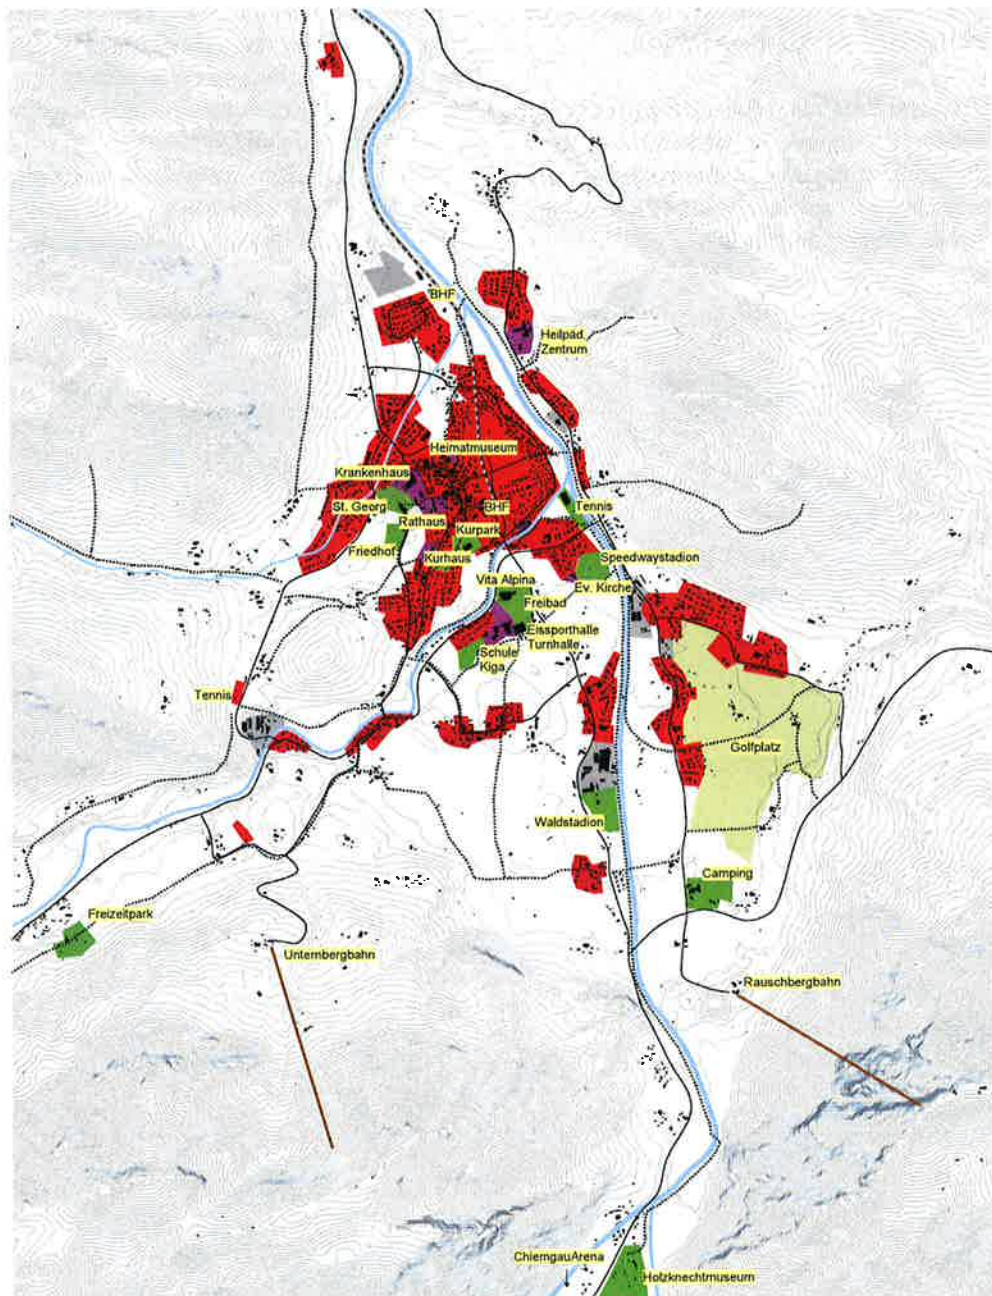 BHF
Heilpäd.
Zentrum
Heimatmuseum
Krankenhaus
St. Georg
BHF
Tennis
Rathaus
Kurpark
Friedhof
Kurhaus
Speedwaystadion
Vita Alpina
Ev. Kirche
Freibad
Eissporthalle
Turnhalle
Schule
Kiga
Tennis
Golfplatz
Waldstadion
Camping
Freizeitpark
Unternbergbahn
Rauschbergbahn
ChiemgauArena
Holzknechtmuseum